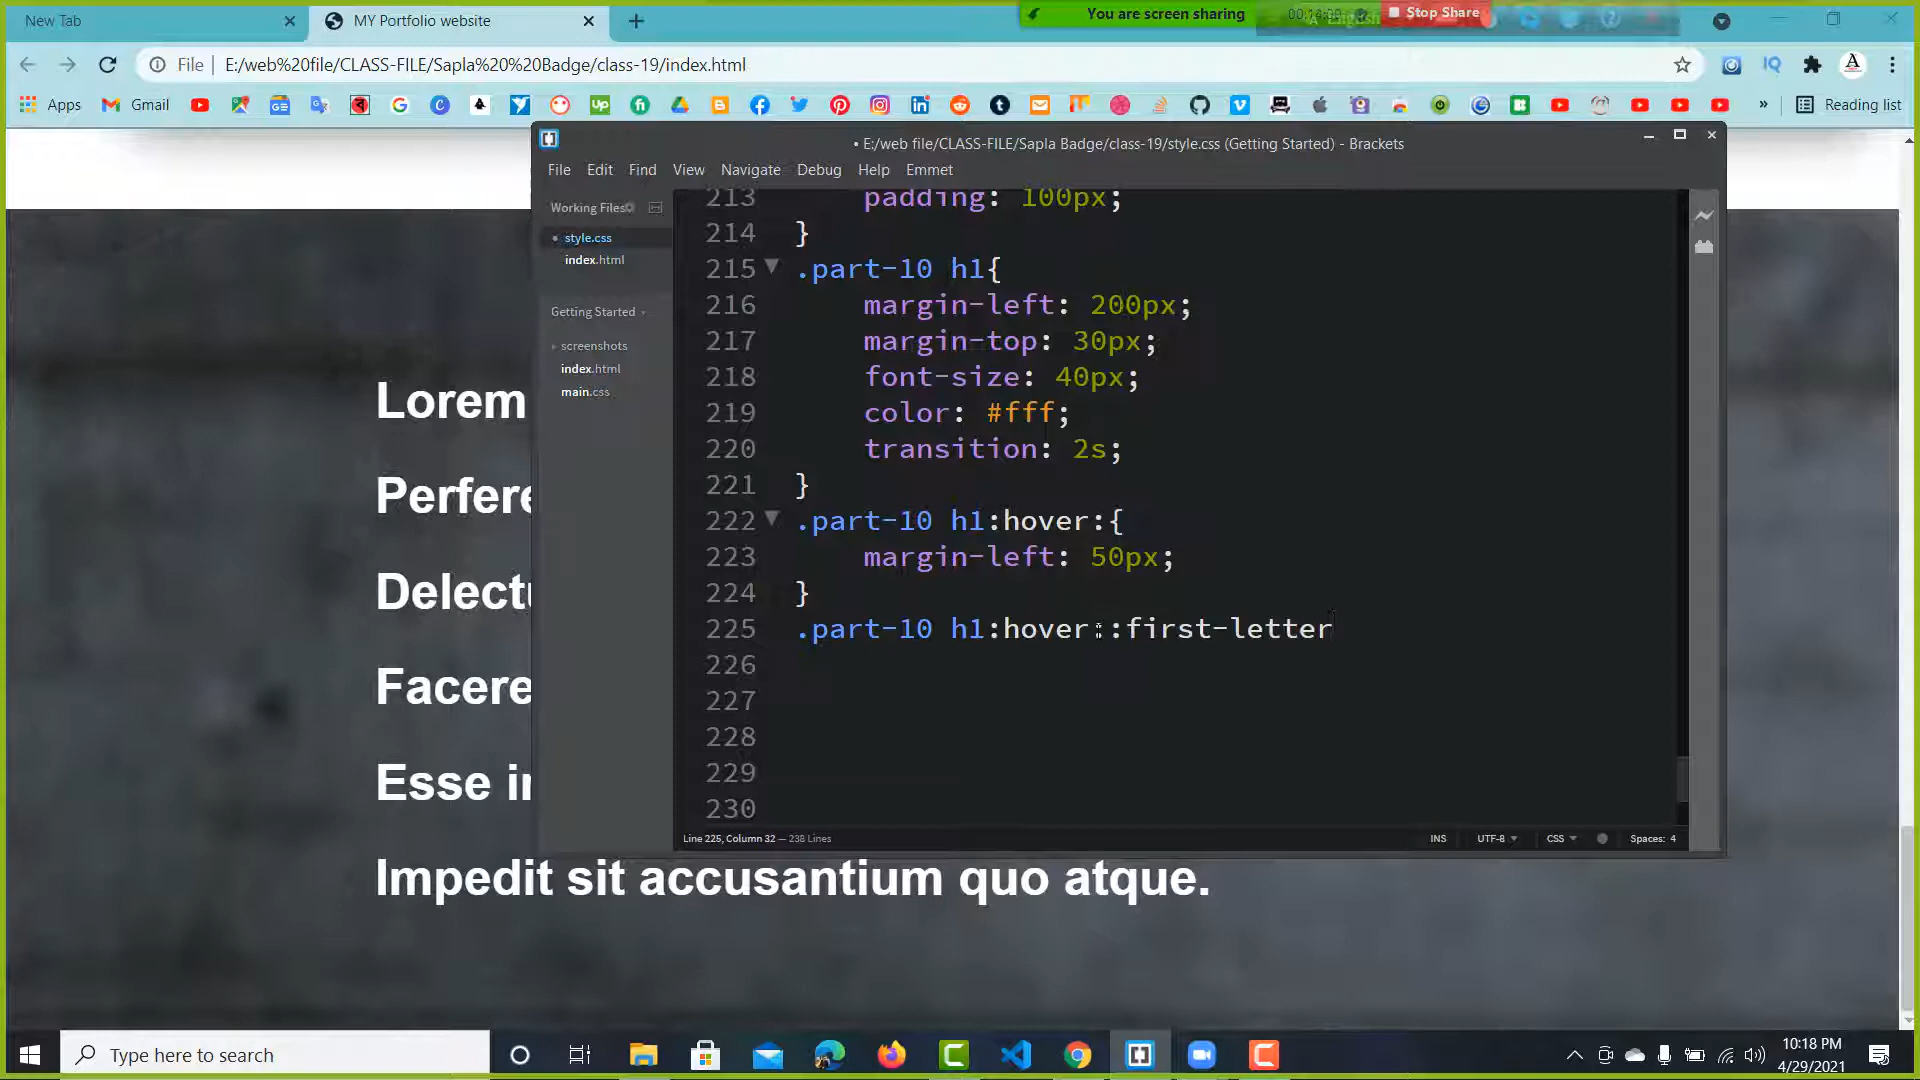 New Tab
MY Portfolio website
You are screen sharing
Stop Share
English
File
E:/web%20file/CLASS-FILE/Sapla%20%20Badge/class-19/index.html
Apps
Gmail
Reading list
• E:/web file/CLASS-FILE/Sapla Badge/class-19/style.css (Getting Started) - Brackets
File Edit Find View Navigate Debug Help Emmet
Working Files
style.css
index.html
Getting Started
screenshots
index.html
main.css
213 padding: 100px;
214 }
215 .part-10 h1{
216 margin-left: 200px;
217 margin-top: 30px;
218 font-size: 40px;
219 color: #fff;
220 transition: 2s;
221 }
222 .part-10 h1:hover:{
223 margin-left: 50px;
224 }
225 .part-10 h1:hover::first-letter
226
227
228
229
230
Line 225, Column 32 — 238 Lines
INS
UTF-8
CSS
Spaces: 4
Lorem
Perfere
Delectu
Facere
Esse in
Impedit sit accusantium quo atque.
Type here to search
10:18 PM
4/29/2021